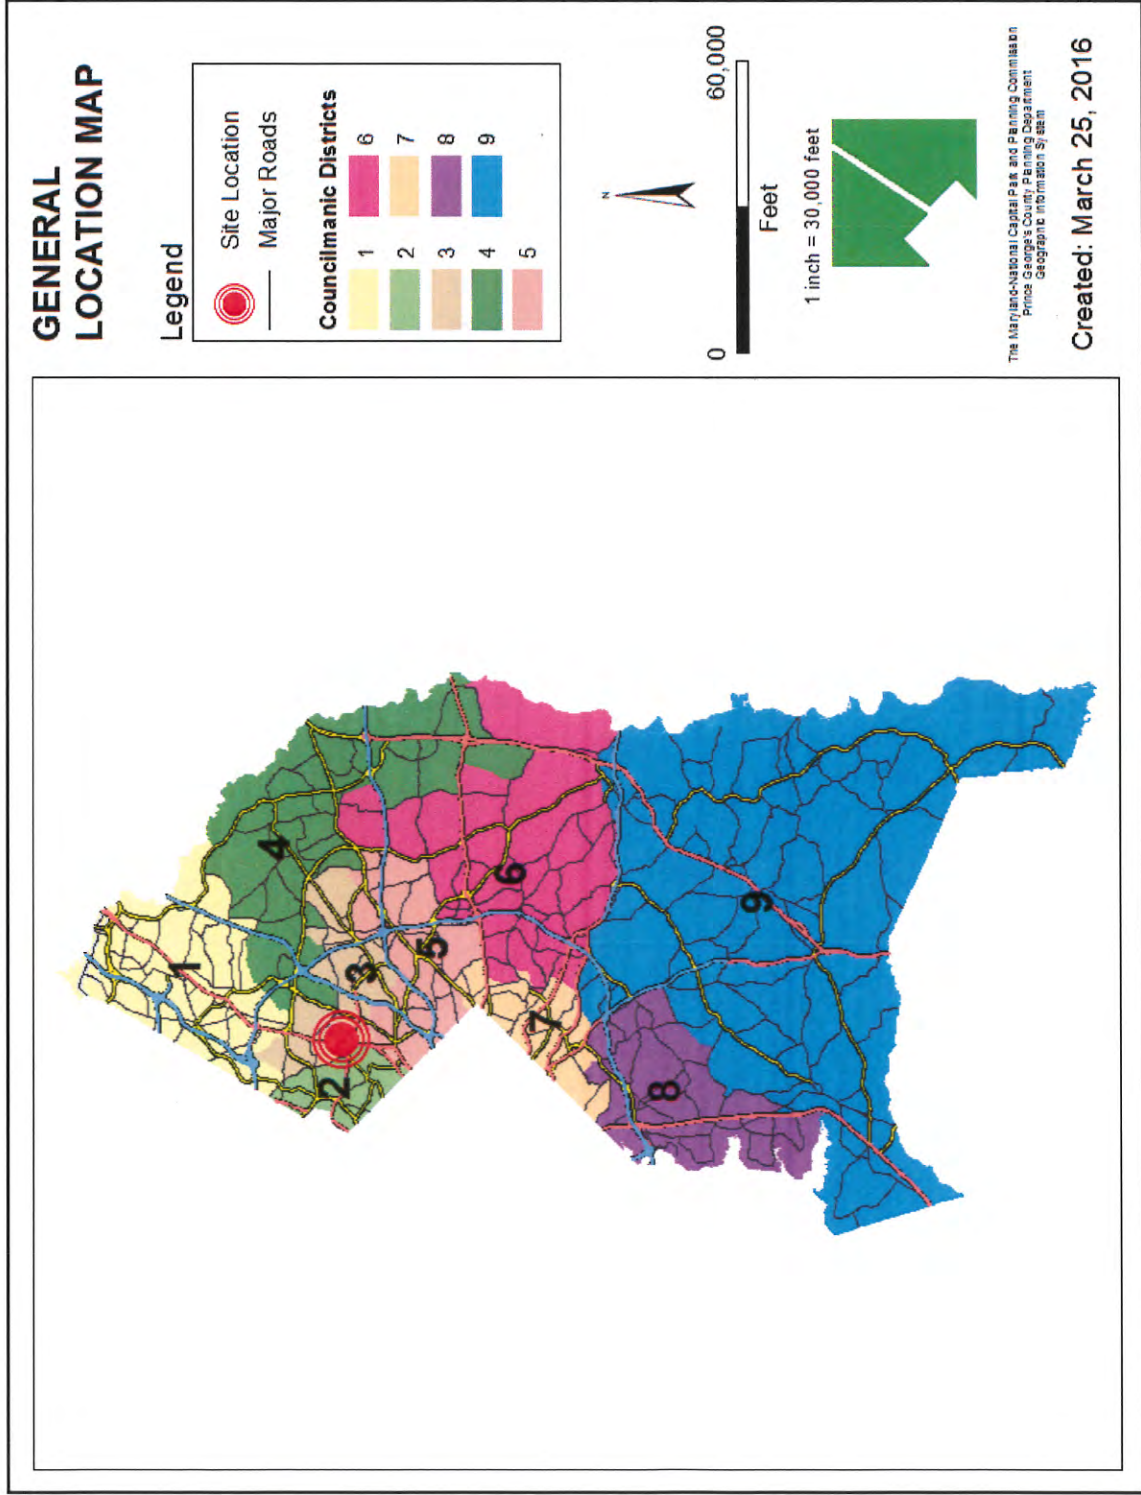 GENERAL
LOCATION MAP
Legend
Site Location
Major Roads
Councilmanic Districts
1
6
2
7
3
8
4
9
5
N
0
60,000
Feet
1 inch = 30,000 feet
The Maryland-National Capital Park and Planning Commission
Prince George's County Planning Department
Geographic Information System
Created: March 25, 2016
1
4
2
3
5
6
7
8
9